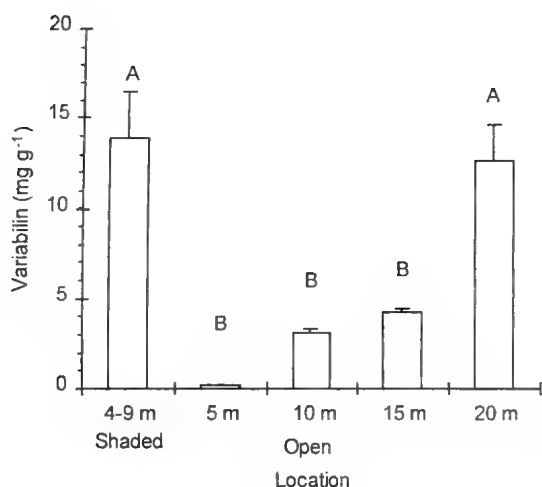 20
15
10
5
0
Variabilin (mg g-1)
A
B
B
B
A
4-9 m 5 m 10 m 15 m 20 m
Shaded Open
Location